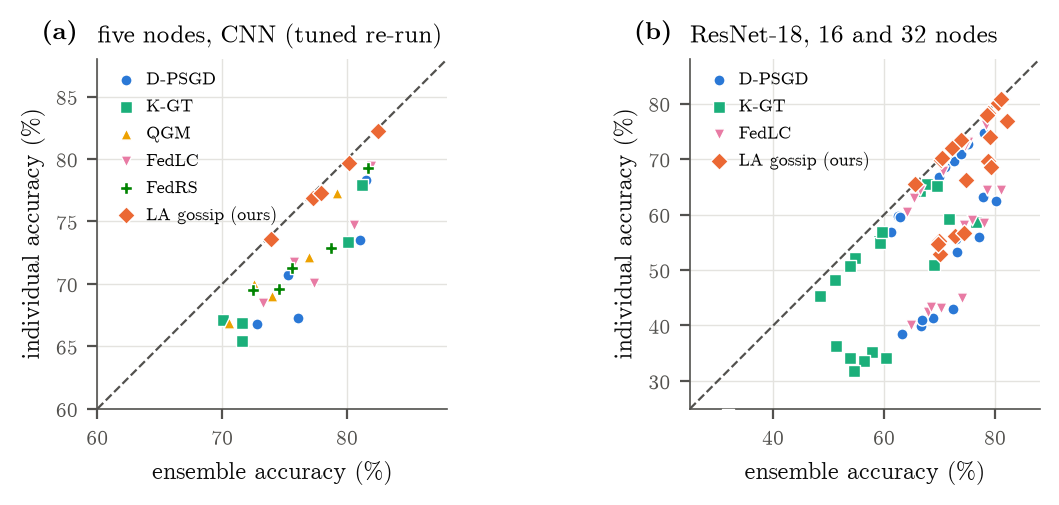 (a) five nodes, CNN (tuned re-run)
D-PSGD
K-GT
QGM
FedLC
FedRS
LA gossip (ours)
individual accuracy (%)
85
80
75
70
65
60
60 70 80
ensemble accuracy (%)
(b) ResNet-18, 16 and 32 nodes
D-PSGD
K-GT
FedLC
LA gossip (ours)
individual accuracy (%)
80
70
60
50
40
30
40 60 80
ensemble accuracy (%)